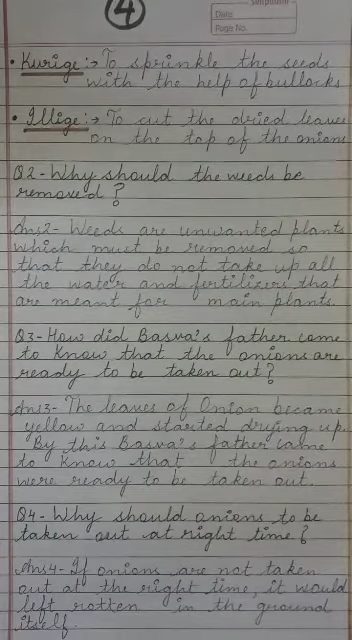 4
Saipooja
Date:
Page No.
• Kurige:→ To sprinkle the seeds
with the help of bullocks
• Illige:→ To cut the dried leaves
on the top of the onions
Q2- Why should the weeds be
removed ?
Ans2- Weeds are unwanted plants
which must be removed so
that they do not take up all
the water and fertilizers that
are meant for main plants.
Q3- How did Basva's father come
to know that the onions are
ready to be taken out?
Ans3- The leaves of Onion became
yellow and started drying up.
By this Basva's father came
to know that the onions
were ready to be taken out.
Q4- Why should onions to be
taken out at right time?
Ans4- If onions are not taken
out at the right time, it would
left rotten in the ground
itself.